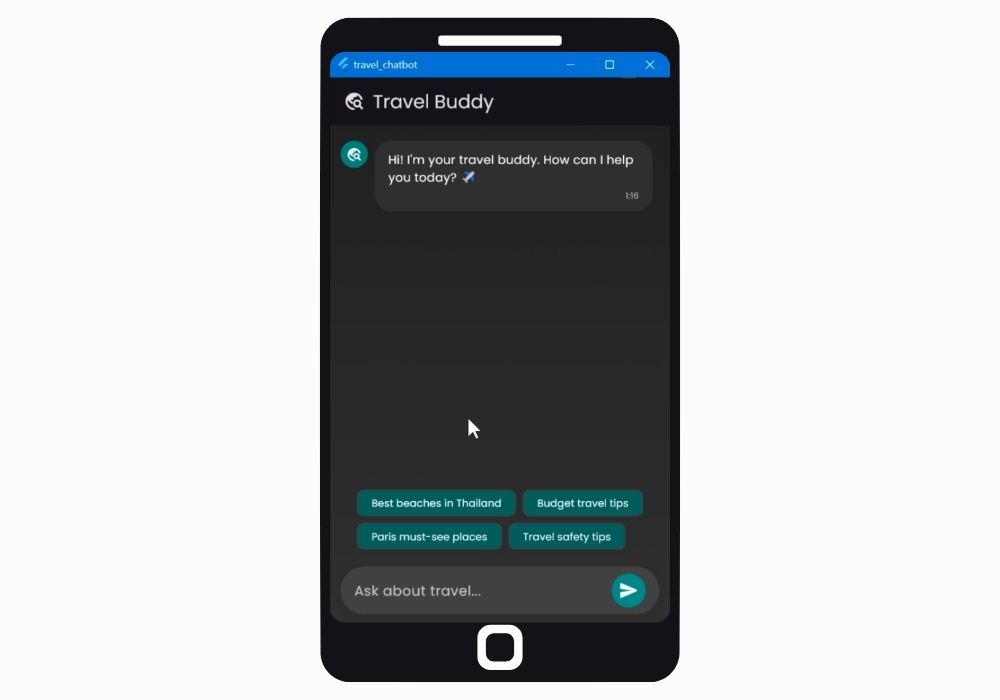 travel_chatbot
Travel Buddy
Hi! I'm your travel buddy. How can I help
you today? ✈️
1:16
Best beaches in Thailand
Budget travel tips
Paris must-see places
Travel safety tips
Ask about travel...